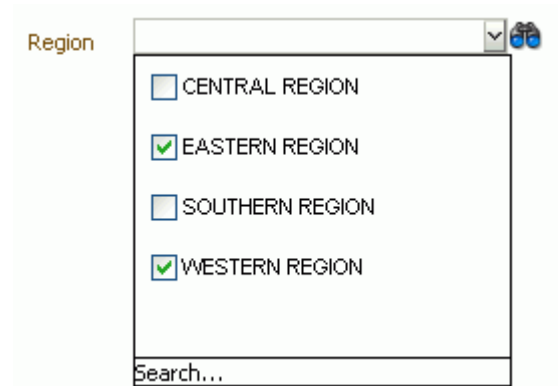 Region
CENTRAL REGION
EASTERN REGION
SOUTHERN REGION
WESTERN REGION
Search...